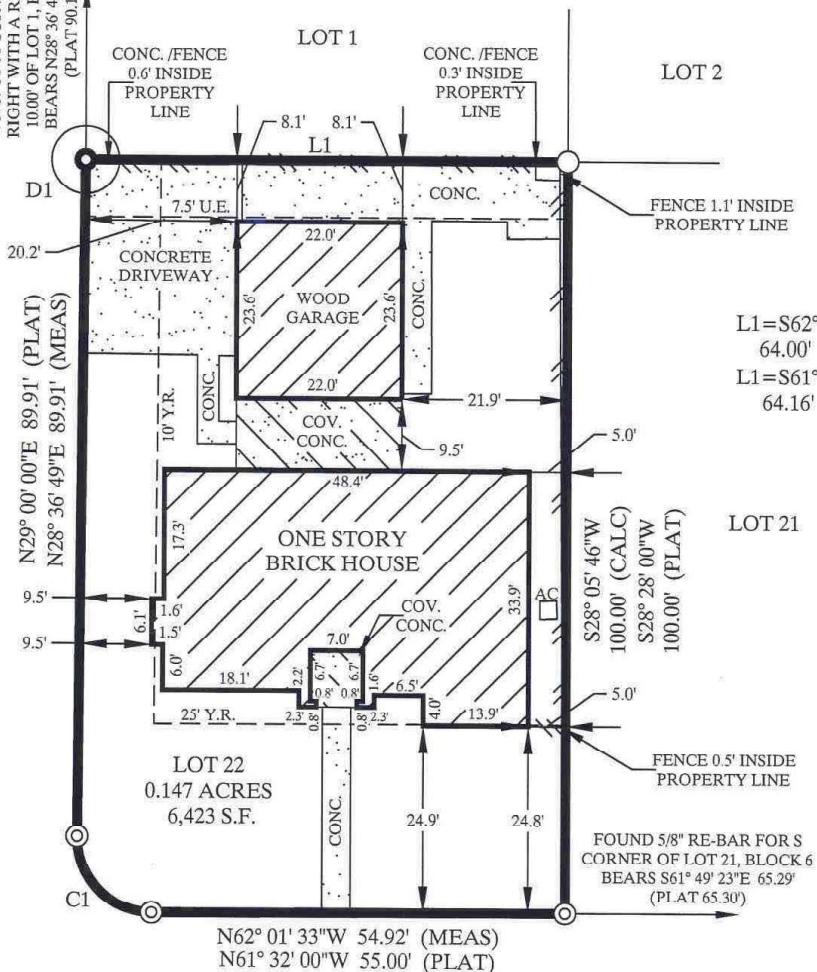 RIGHT WITH A R
10.00' OF LOT 1,
BEARS N28° 36' 4
(PLAT 90.1
CONC. /FENCE
0.6' INSIDE
PROPERTY
LINE
LOT 1
CONC. /FENCE
0.3' INSIDE
PROPERTY
LINE
LOT 2
8.1'
8.1'
L1
D1
CONC.
7.5' U.E.
FENCE 1.1' INSIDE
PROPERTY LINE
20.2'
22.0'
CONCRETE
DRIVEWAY
WOOD
GARAGE
23.6'
23.6'
CONC.
L1=S62°
64.00'
L1=S61°
64.16'
N29° 00' 00"E 89.91' (PLAT)
N28° 36' 49"E 89.91' (MEAS)
10' Y.R.
CONC.
22.0'
21.9'
COV.
CONC.
9.5'
5.0'
48.4'
17.3'
ONE STORY
BRICK HOUSE
LOT 21
S28° 05' 46"W
100.00' (CALC)
S28° 28' 00"W
100.00' (PLAT)
33.9'
AC
9.5'
1.6'
6.1'
1.5'
9.5'
6.0'
COV.
CONC.
7.0'
6.7'
6.7'
2.2'
0.8'
0.8'
1.6'
6.5'
18.1'
2.3'
0.8'
0.8'
2.3'
4.0'
13.9'
5.0'
25' Y.R.
FENCE 0.5' INSIDE
PROPERTY LINE
LOT 22
0.147 ACRES
6,423 S.F.
CONC.
24.9'
24.8'
FOUND 5/8" RE-BAR FOR S
CORNER OF LOT 21, BLOCK 6
BEARS S61° 49' 23"E 65.29'
(PLAT 65.30')
C1
N62° 01' 33"W 54.92' (MEAS)
N61° 32' 00"W 55.00' (PLAT)